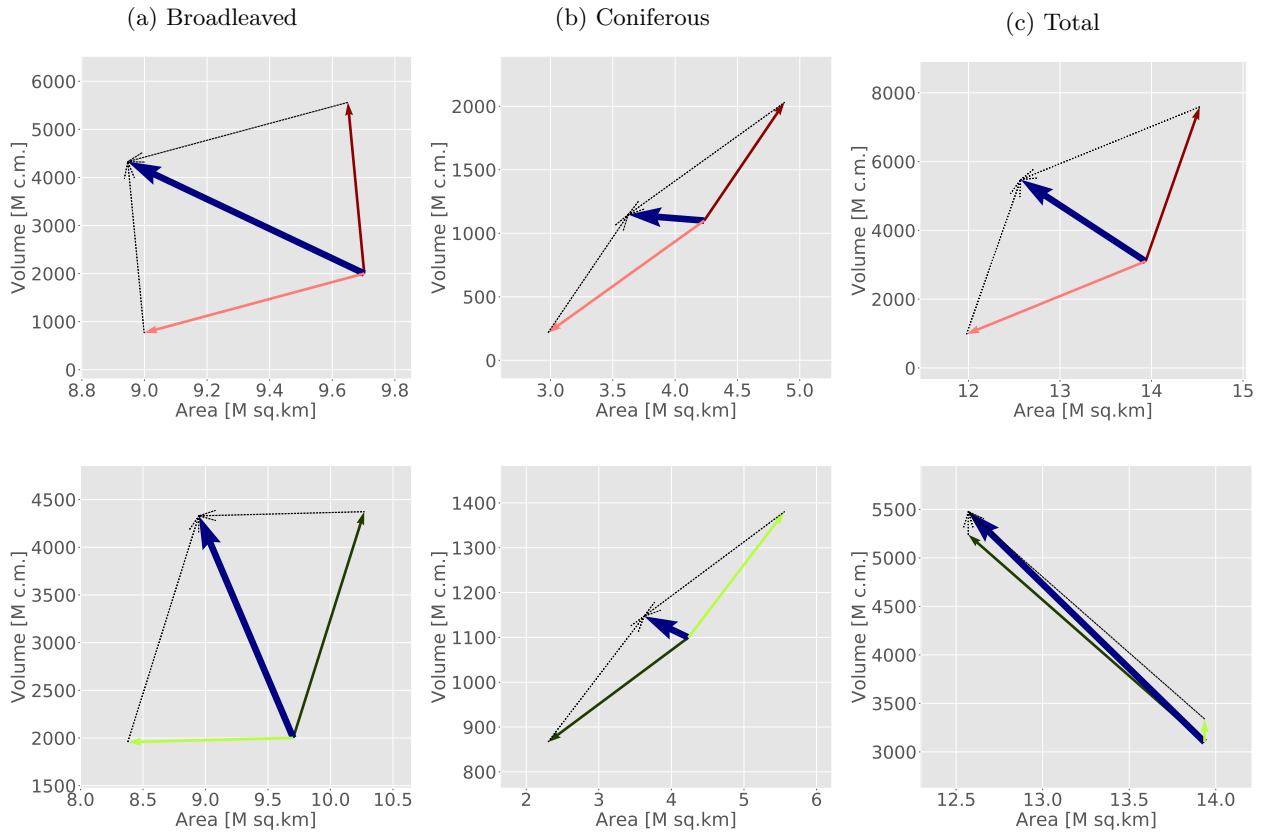 (a) Broadleaved
(b) Coniferous
(c) Total
6000
5000
4000
3000
2000
1000
0
Volume [M c.m.]
8.8 9.0 9.2 9.4 9.6 9.8
Area [M sq.km]
2000
1500
1000
500
0
Volume [M c.m.]
3.0 3.5 4.0 4.5 5.0
Area [M sq.km]
8000
6000
4000
2000
0
Volume [M c.m.]
12 13 14 15
Area [M sq.km]
4500
4000
3500
3000
2500
2000
1500
Volume [M c.m.]
8.0 8.5 9.0 9.5 10.0 10.5
Area [M sq.km]
1400
1300
1200
1100
1000
900
800
Volume [M c.m.]
2 3 4 5 6
Area [M sq.km]
5500
5000
4500
4000
3500
3000
Volume [M c.m.]
12.5 13.0 13.5 14.0
Area [M sq.km]